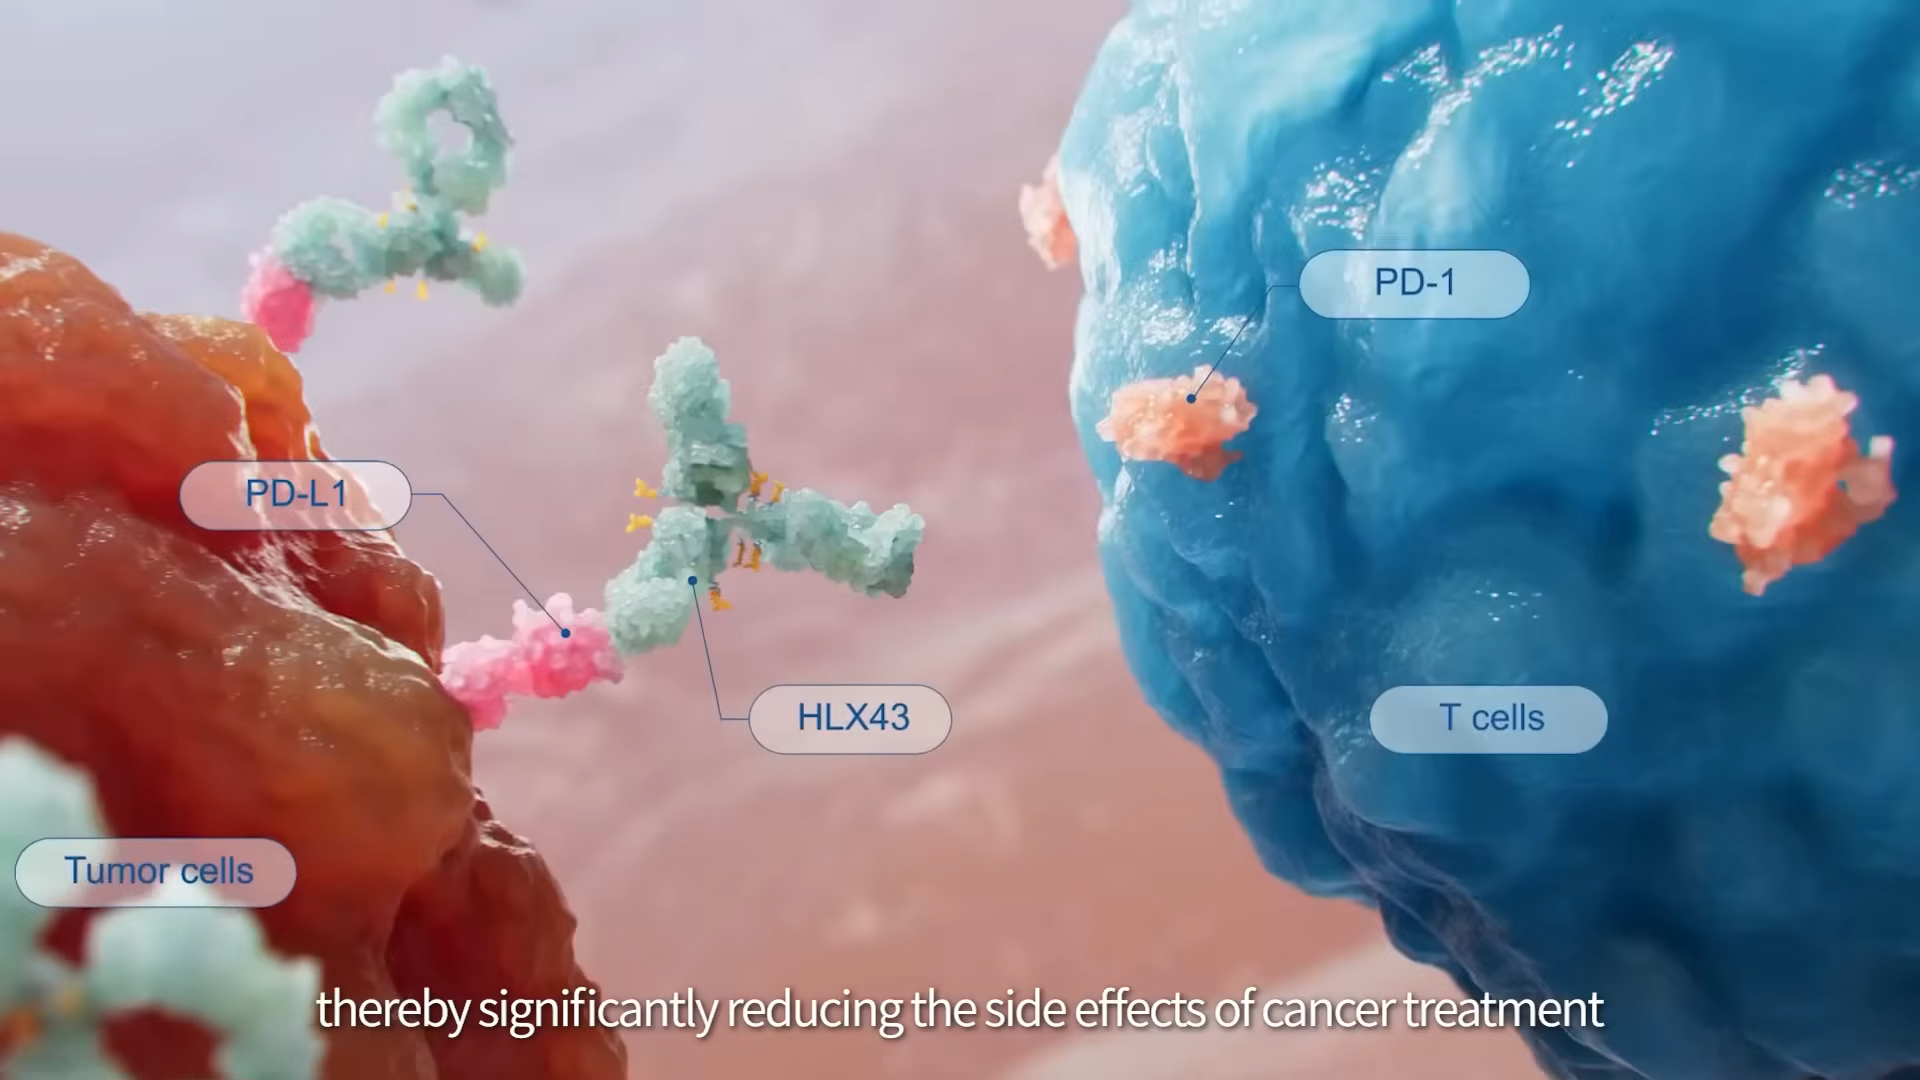 PD-1
PD-L1
HLX43
T cells
Tumor cells
thereby significantly reducing the side effects of cancer treatment